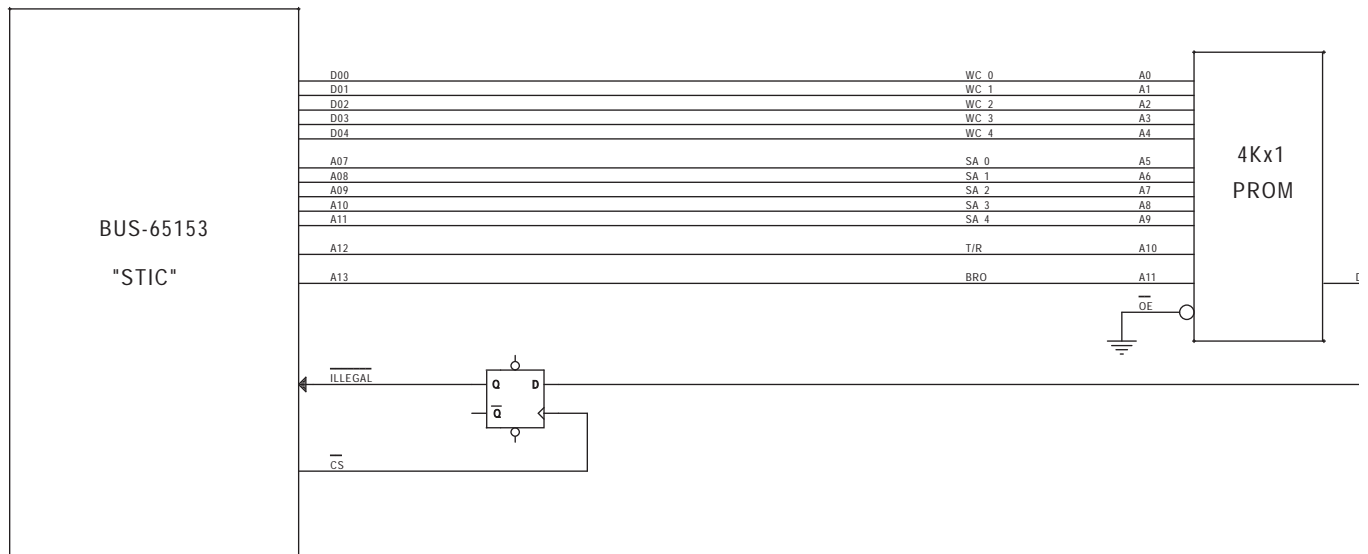 D00 WC 0 A0
D01 WC 1 A1
D02 WC 2 A2
D03 WC 3 A3
D04 WC 4 A4
A07 SA 0 A5
A08 SA 1 A6
A09 SA 2 A7
A10 SA 3 A8
A11 SA 4 A9
A12 T/R A10
A13 BRO A11
4Kx1
PROM
BUS-65153
"STIC"
OE
ILLEGAL
Q D
Q
CS